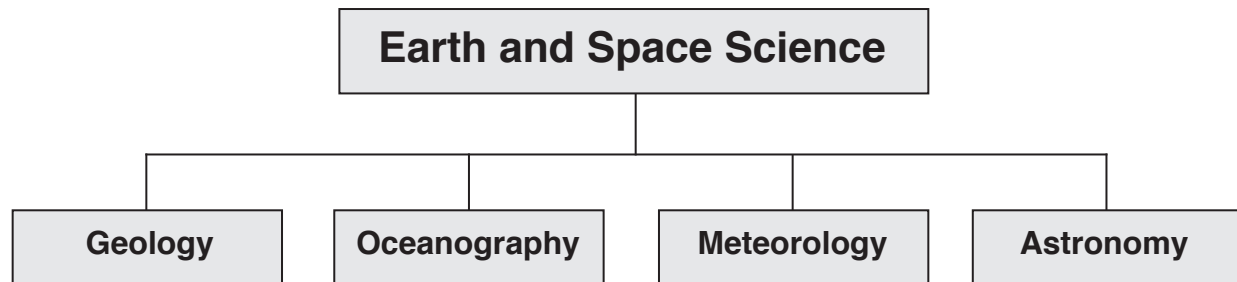 Earth and Space Science
Geology
Oceanography
Meteorology
Astronomy